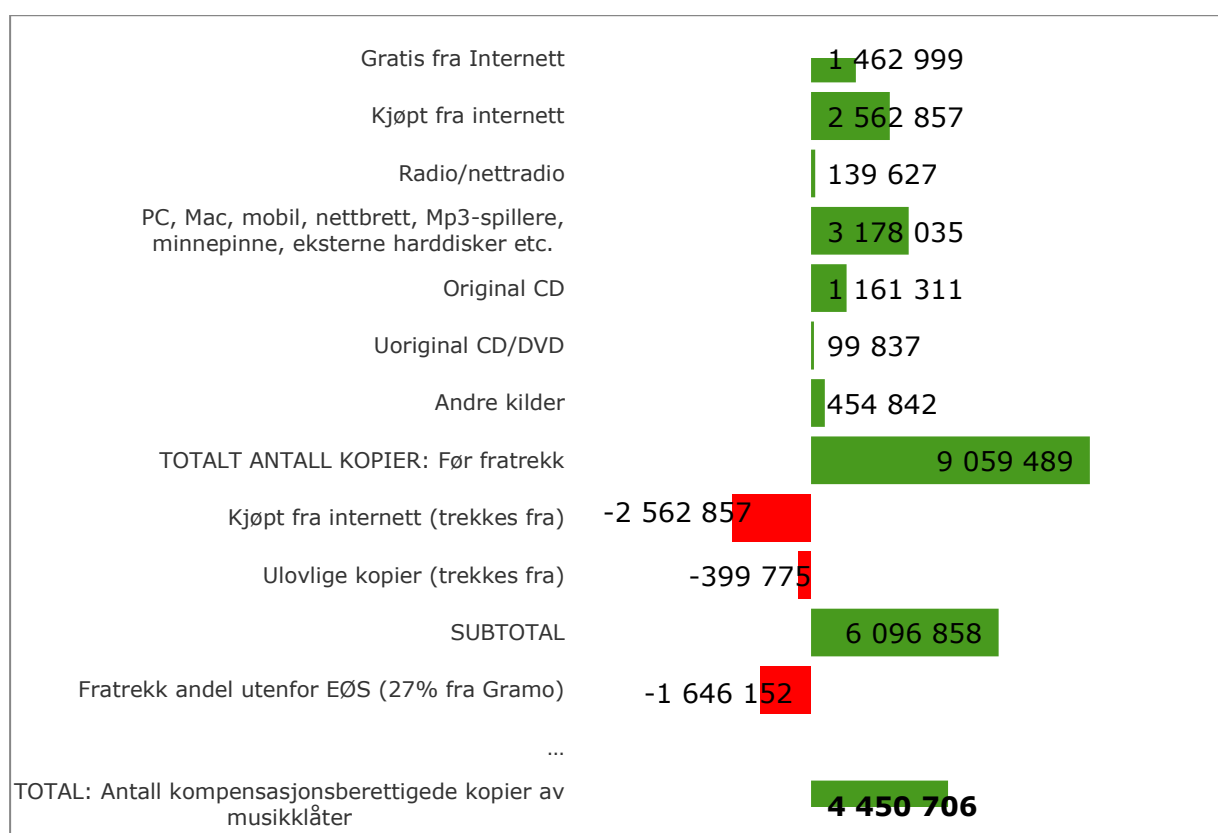 Gratis fra Internett 1 462 999
Kjøpt fra internett 2 562 857
Radio/nettradio 139 627
PC, Mac, mobil, nettbrett, Mp3-spillere,
minnepinne, eksterne harddisker etc. 3 178 035
Original CD 1 161 311
Uoriginal CD/DVD 99 837
Andre kilder 454 842
TOTALT ANTALL KOPIER: Før fratrekk 9 059 489
Kjøpt fra internett (trekkes fra) -2 562 857
Ulovlige kopier (trekkes fra) -399 775
SUBTOTAL 6 096 858
Fratrekk andel utenfor EØS (27% fra Gramo) -1 646 152
…
TOTAL: Antall kompensasjonsberettigede kopier av
musikklåter 4 450 706